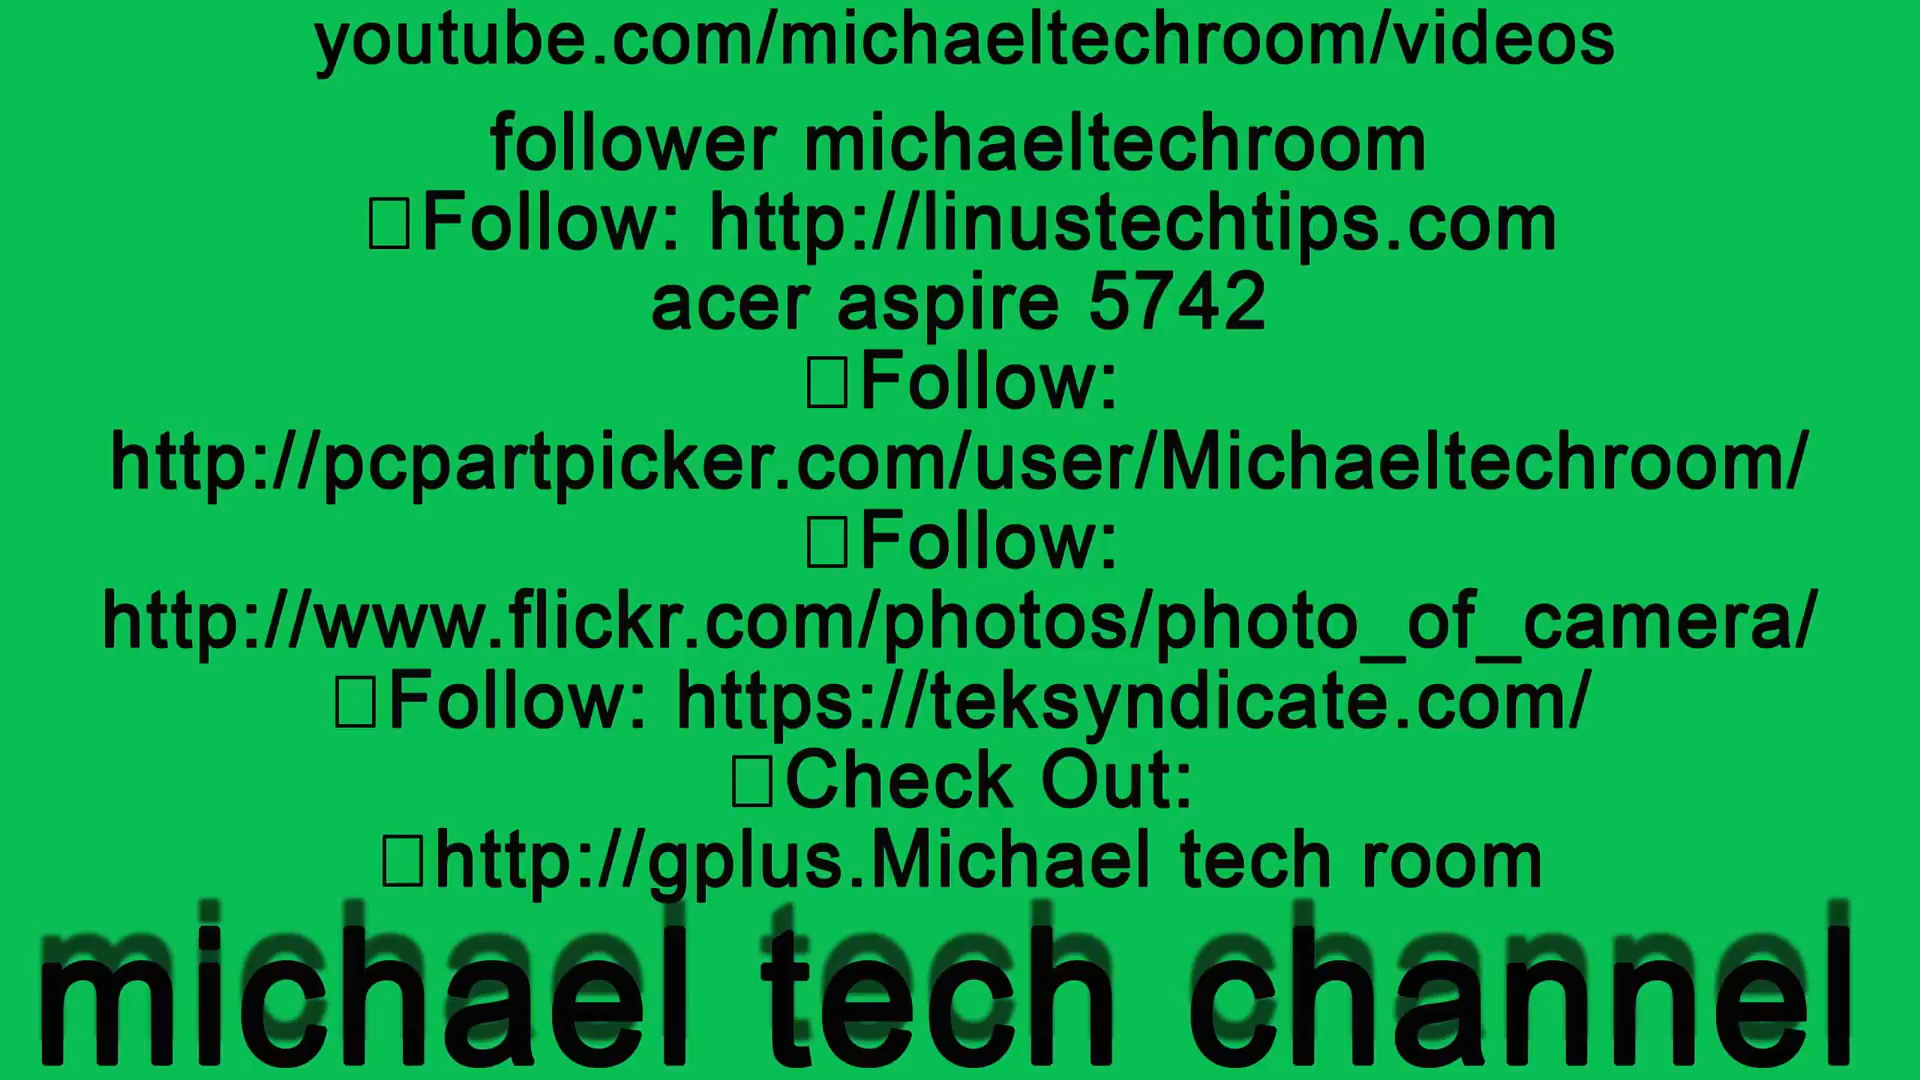 youtube.com/michaeltechroom/videos
follower michaeltechroom
Follow: http://linustechtips.com
acer aspire 5742
Follow:
http://pcpartpicker.com/user/Michaeltechroom/
Follow:
http://www.flickr.com/photos/photo_of_camera/
Follow: https://teksyndicate.com/
Check Out:
http://gplus.Michael tech room
michael tech channel